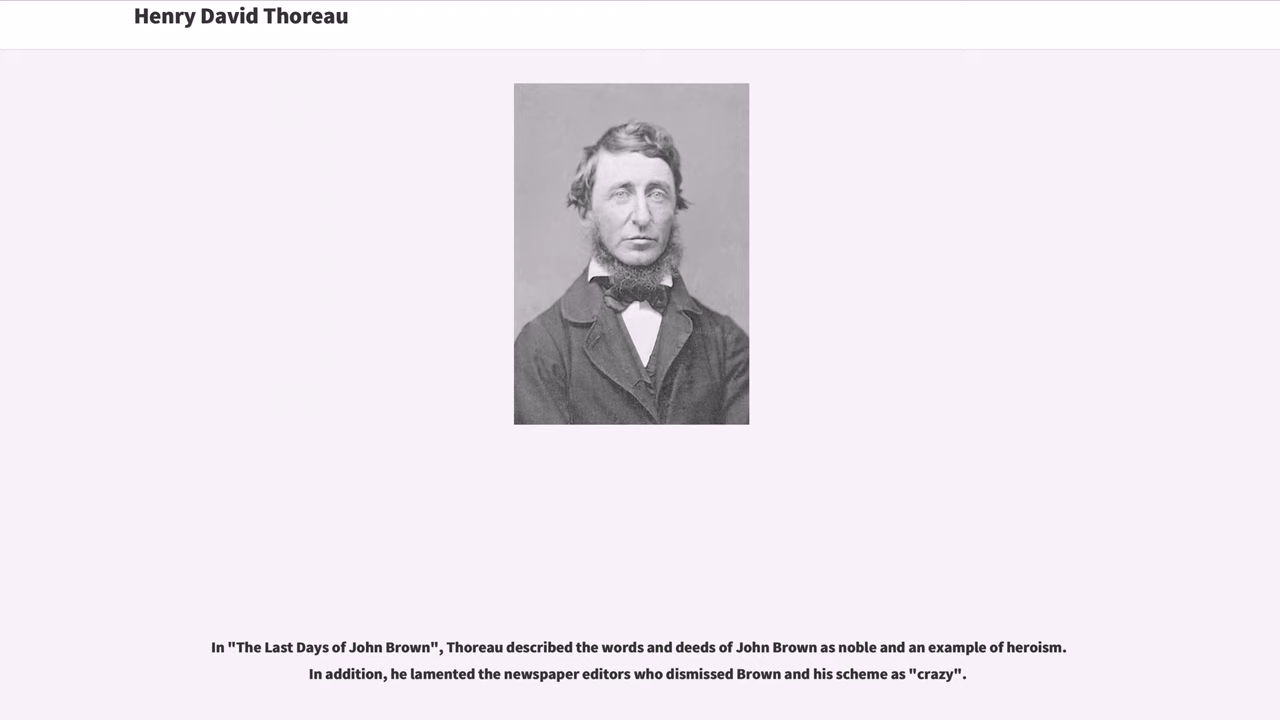 Henry David Thoreau
In "The Last Days of John Brown", Thoreau described the words and deeds of John Brown as noble and an example of heroism.
In addition, he lamented the newspaper editors who dismissed Brown and his scheme as "crazy".